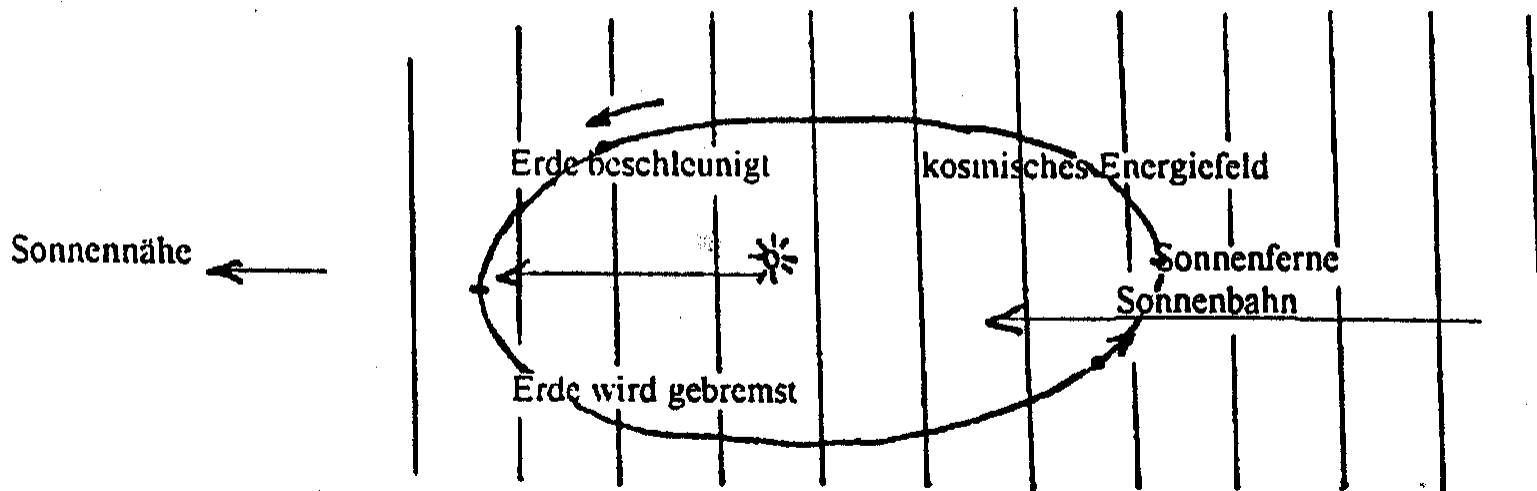 Erde beschleunigt
kosmisches Energiefeld
Sonnennähe
Sonnenferne
Sonnenbahn
Erde wird gebremst